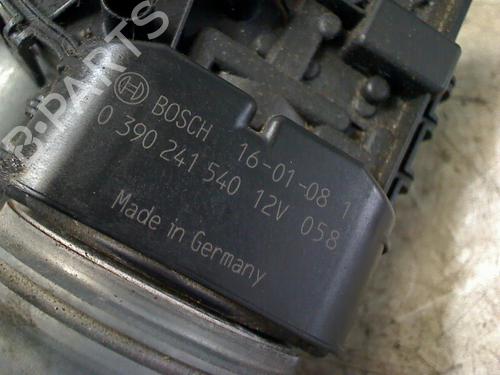 BOSCH 16-01-08 1
0 390 241 540 12V 058
Made in Germany
B-PARTS